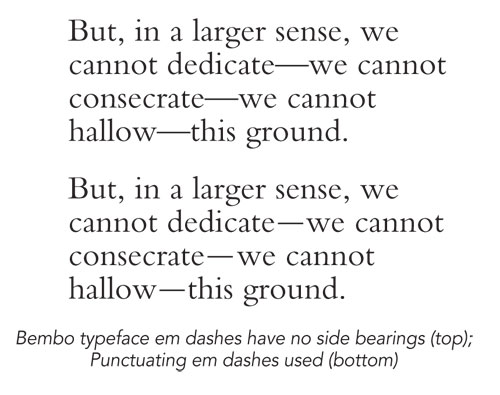 But, in a larger sense, we
cannot dedicate—we cannot
consecrate—we cannot
hallow—this ground.
But, in a larger sense, we
cannot dedicate—we cannot
consecrate—we cannot
hallow—this ground.
Bembo typeface em dashes have no side bearings (top);
Punctuating em dashes used (bottom)